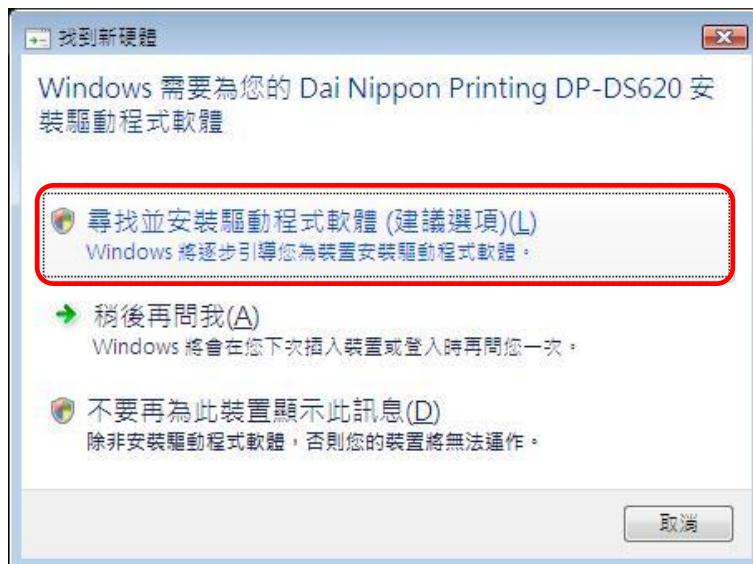 找到新硬體
Windows 需要為您的 Dai Nippon Printing DP-DS620 安
裝驅動程式軟體
尋找並安裝驅動程式軟體 (建議選項)(L)
Windows 將逐步引導您為裝置安裝驅動程式軟體。
稍後再問我(A)
Windows 將會在您下次插入裝置或登入時再問您一次。
不要再為此裝置顯示此訊息(D)
除非安裝驅動程式軟體，否則您的裝置將無法運作。
取消